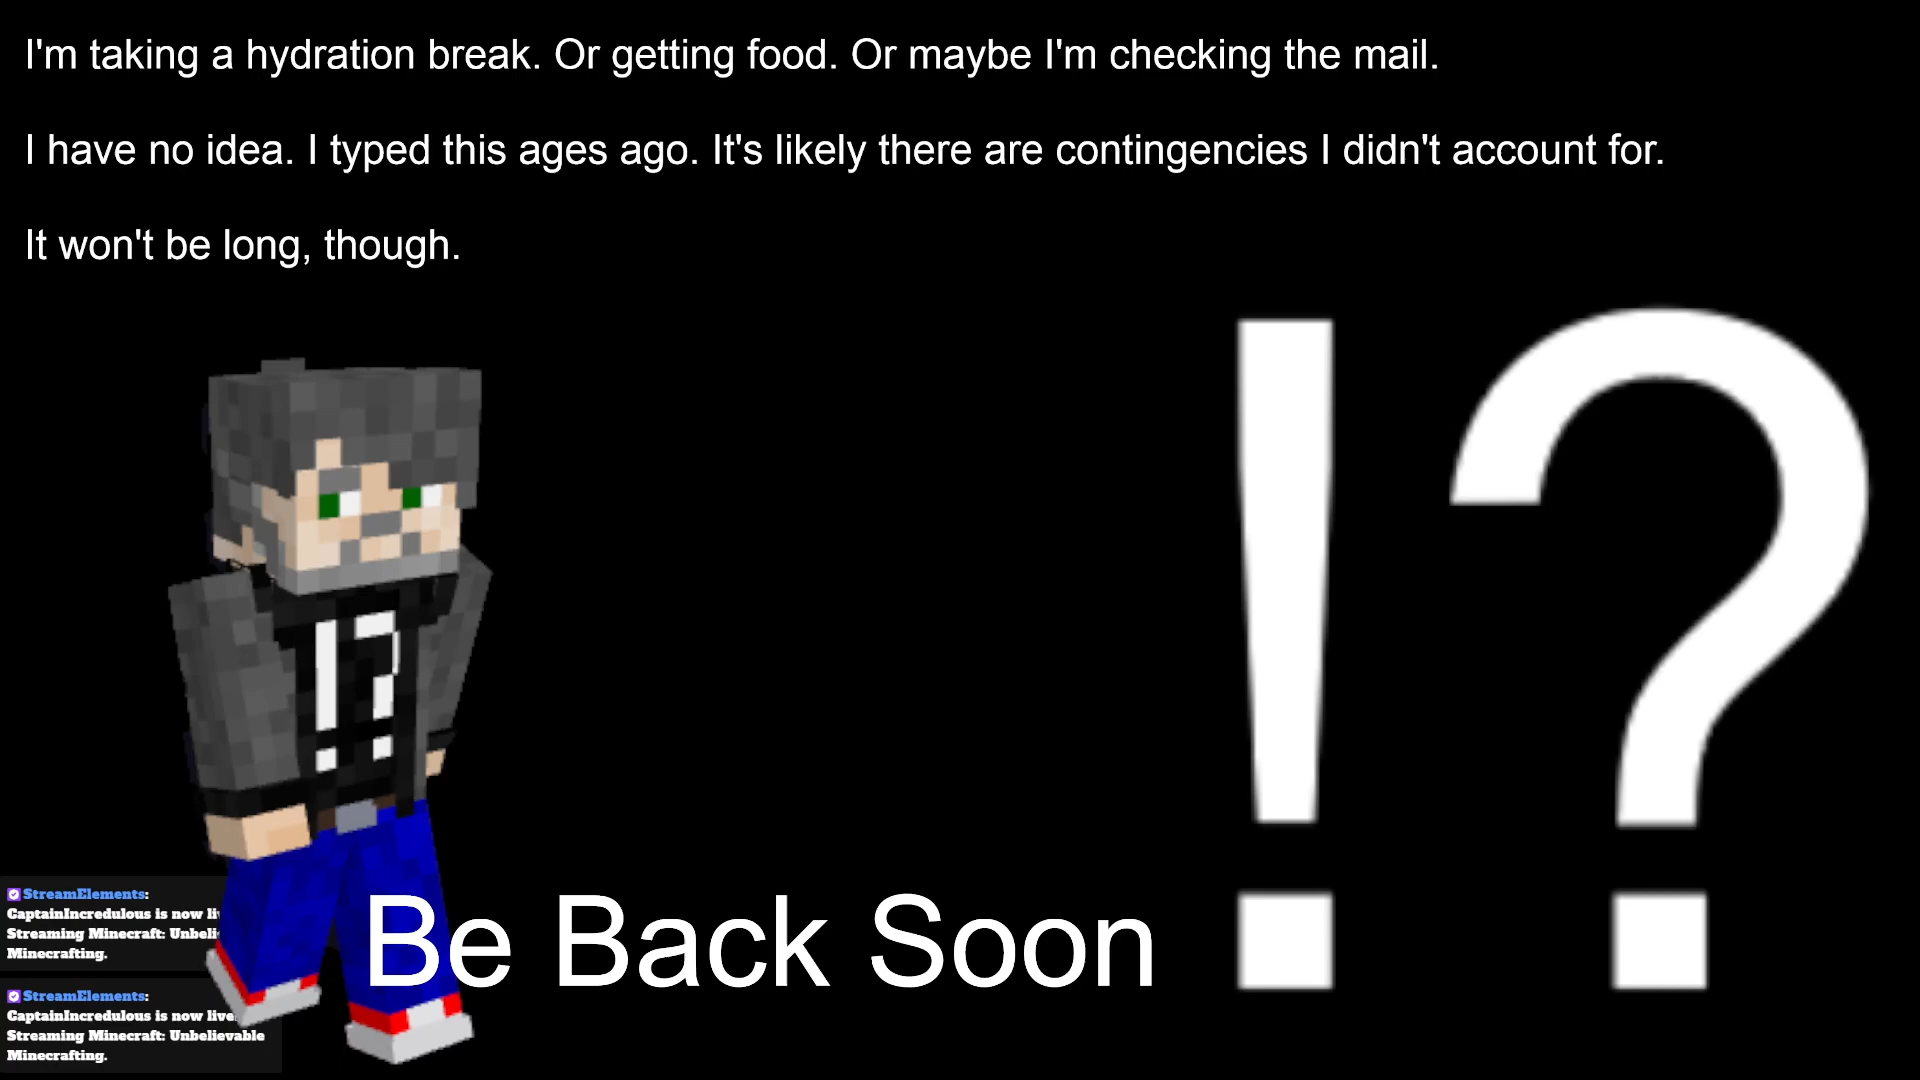 I'm taking a hydration break. Or getting food. Or maybe I'm checking the mail.
I have no idea. I typed this ages ago. It's likely there are contingencies I didn't account for.
It won't be long, though.
!?
!?
Be Back Soon
StreamElements:
CaptainIncredulous is now
Streaming Minecraft:
Minecrafting.
StreamElements:
CaptainIncredulous is now live
Streaming Minecraft: Unbelievable
Minecrafting.